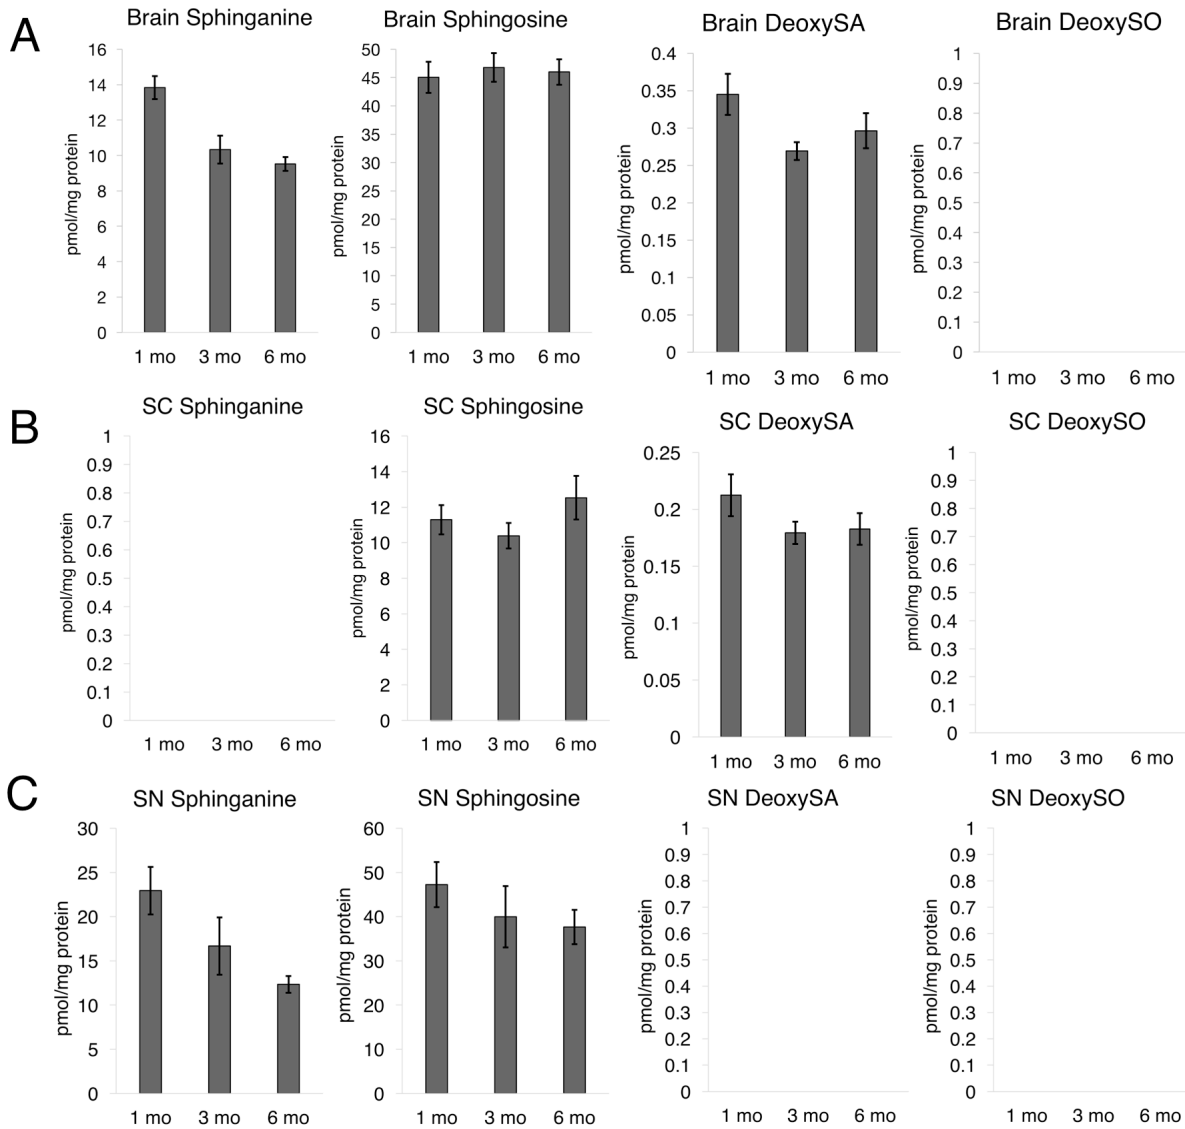 A
Brain Sphinganine
pmol/mg protein
16
14
12
10
8
6
4
2
0
1 mo 3 mo 6 mo
Brain Sphingosine
pmol/mg protein
50
45
40
35
30
25
20
15
10
5
0
1 mo 3 mo 6 mo
Brain DeoxySA
pmol/mg protein
0.4
0.35
0.3
0.25
0.2
0.15
0.1
0.05
0
1 mo 3 mo 6 mo
Brain DeoxySO
pmol/mg protein
1
0.9
0.8
0.7
0.6
0.5
0.4
0.3
0.2
0.1
0
1 mo 3 mo 6 mo
B
SC Sphinganine
pmol/mg protein
1
0.9
0.8
0.7
0.6
0.5
0.4
0.3
0.2
0.1
0
1 mo 3 mo 6 mo
SC Sphingosine
pmol/mg protein
16
14
12
10
8
6
4
2
0
1 mo 3 mo 6 mo
SC DeoxySA
pmol/mg protein
0.25
0.2
0.15
0.1
0.05
0
1 mo 3 mo 6 mo
SC DeoxySO
pmol/mg protein
1
0.9
0.8
0.7
0.6
0.5
0.4
0.3
0.2
0.1
0
1 mo 3 mo 6 mo
C
SN Sphinganine
pmol/mg protein
30
25
20
15
10
5
0
1 mo 3 mo 6 mo
SN Sphingosine
pmol/mg protein
60
50
40
30
20
10
0
1 mo 3 mo 6 mo
SN DeoxySA
pmol/mg protein
1
0.9
0.8
0.7
0.6
0.5
0.4
0.3
0.2
0.1
0
1 mo 3 mo 6 mo
SN DeoxySO
pmol/mg protein
1
0.9
0.8
0.7
0.6
0.5
0.4
0.3
0.2
0.1
0
1 mo 3 mo 6 mo